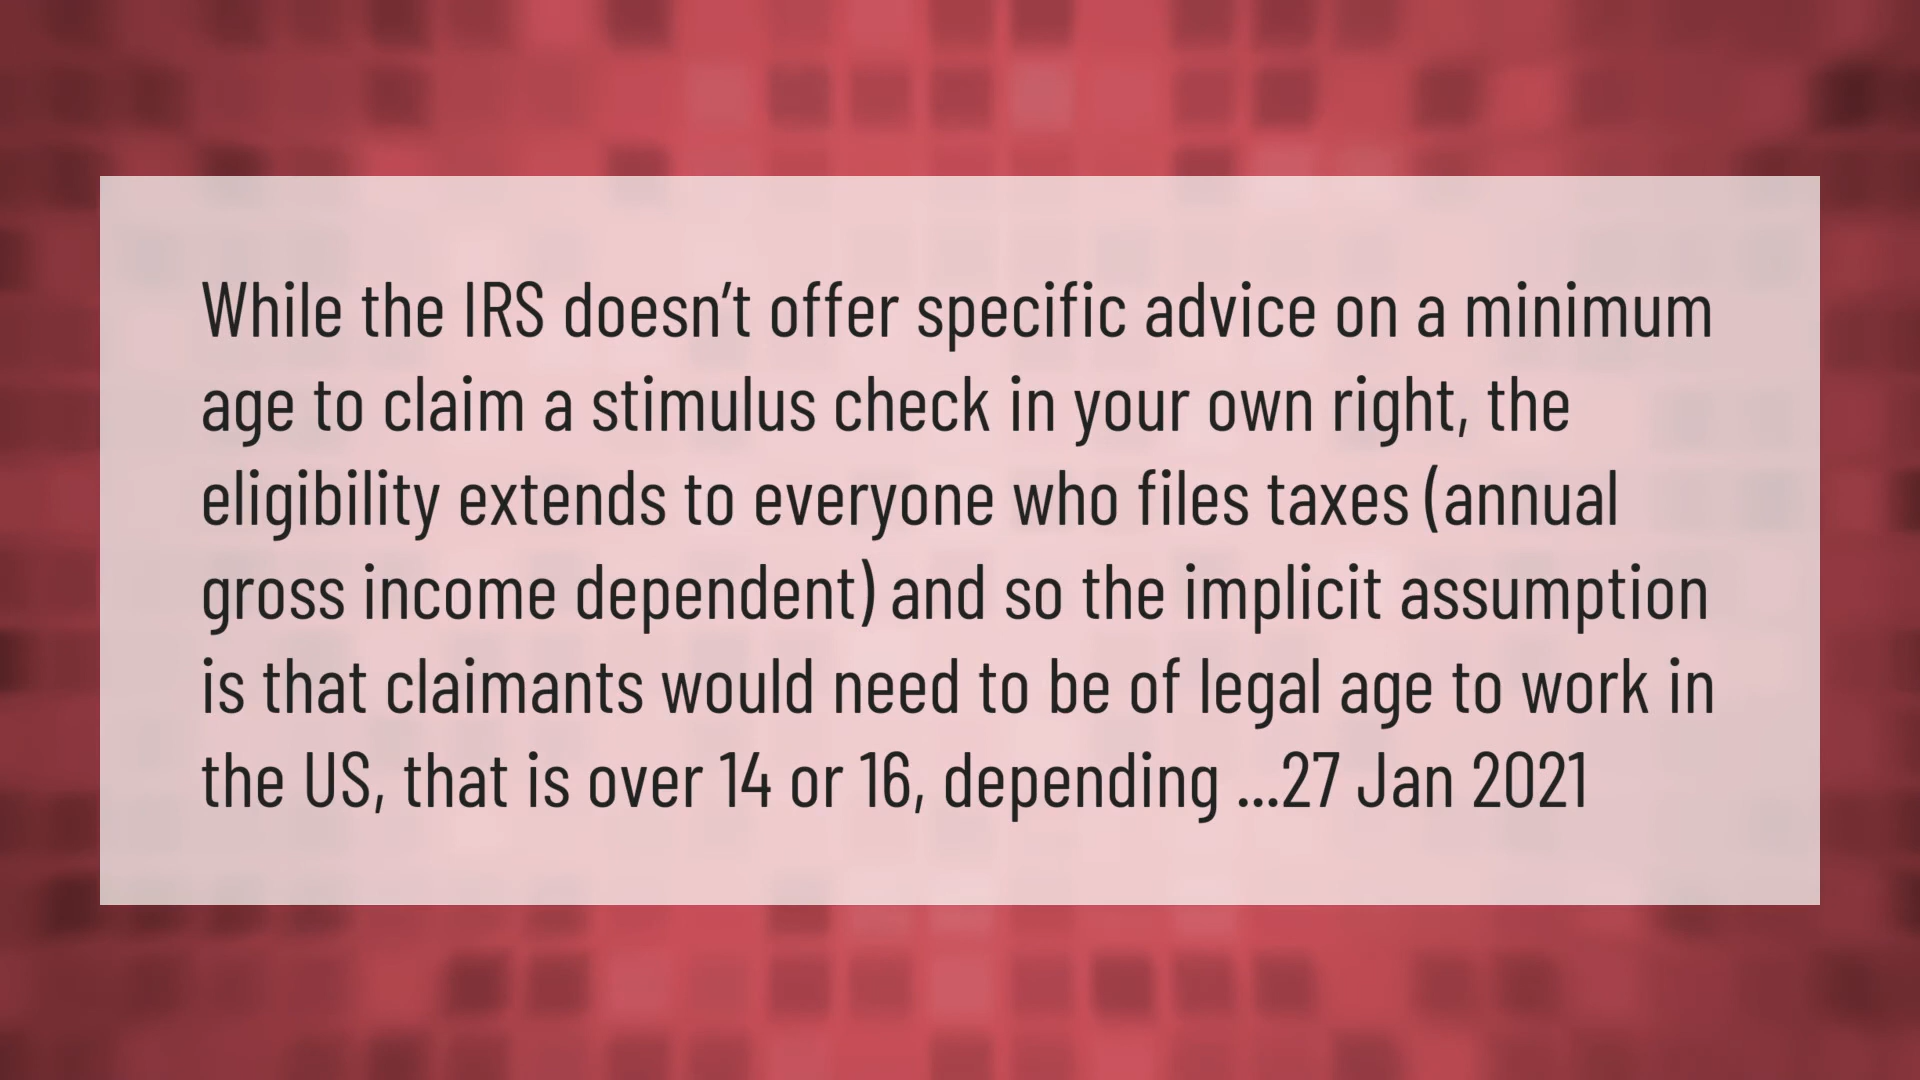 While the IRS doesn’t offer specific advice on a minimum
age to claim a stimulus check in your own right, the
eligibility extends to everyone who files taxes (annual
gross income dependent) and so the implicit assumption
is that claimants would need to be of legal age to work in
the US, that is over 14 or 16, depending ...27 Jan 2021